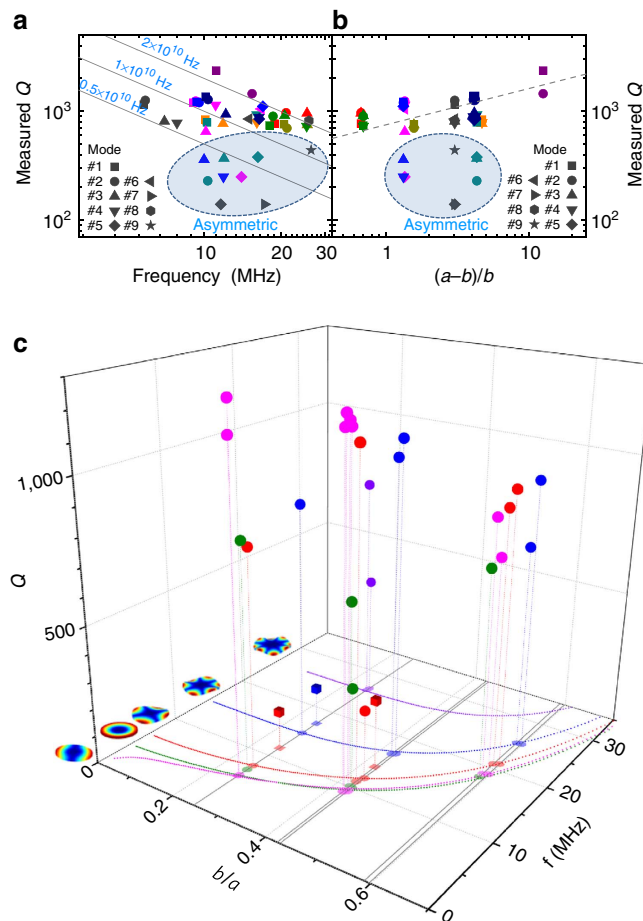 a
b
2×10¹⁰ Hz
1×10¹⁰ Hz
0.5×10¹⁰ Hz
Measured Q
10³
10²
Mode
#1
#2 #6
#3 #7
#4 #8
#5 #9
Asymmetric
10 20 30
Frequency (MHz)
Mode
#1
#6 #2
#7 #3
#8 #4
#9 #5
Asymmetric
1 10
(a–b)/b
10³
10²
Measured Q
c
1,000
500
Q
0
0.2
0.4
0.6
b/a
0
10
20
30
f (MHz)